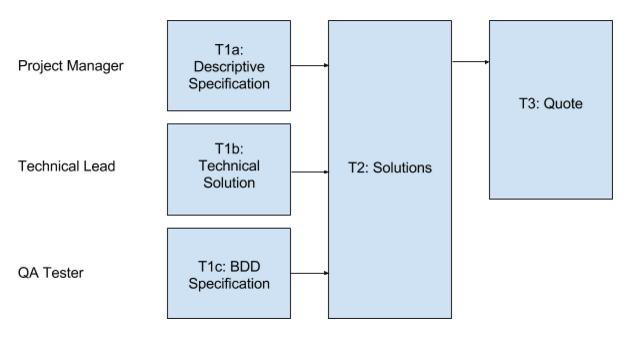 Project Manager
T1a:
Descriptive
Specification
T3: Quote
Technical Lead
T1b:
Technical
Solution
T2: Solutions
QA Tester
T1c: BDD
Specification